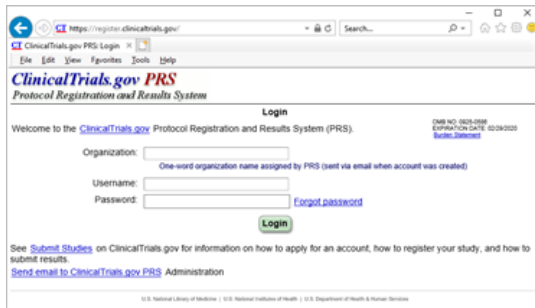 https://register.clinicaltrials.gov/
Search...
CT ClinicalTrials.gov PRS: Login
File Edit View Favorites Tools Help
ClinicalTrials.gov PRS
Protocol Registration and Results System
Login
Welcome to the ClinicalTrials.gov Protocol Registration and Results System (PRS).
OMB NO: 0925-0586
EXPIRATION DATE: 02/29/2020
Burden Statement
Organization:
One-word organization name assigned by PRS (sent via email when account was created)
Username:
Password:
Forgot password
Login
See Submit Studies on ClinicalTrials.gov for information on how to apply for an account, how to register your study, and how to
submit results.
Send email to ClinicalTrials.gov PRS Administration
U.S. National Library of Medicine | U.S. National Institutes of Health | U.S. Department of Health & Human Services